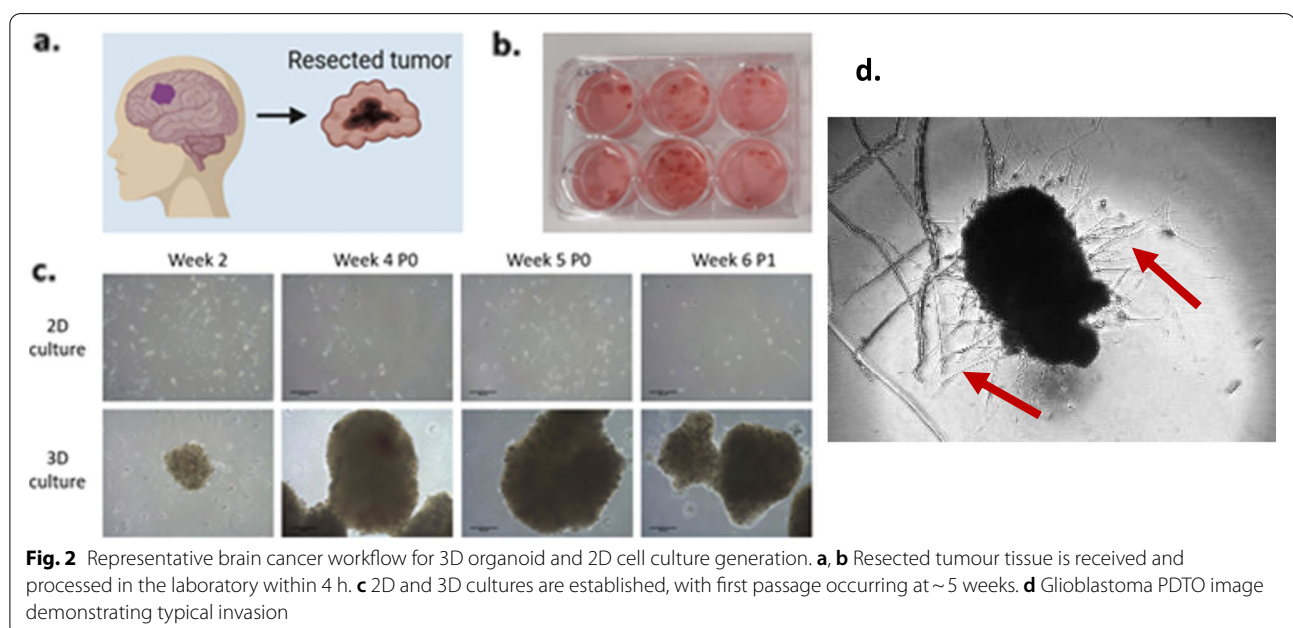 a.
Resected tumor
b.
d.
c.
Week 2
Week 4 P0
Week 5 P0
Week 6 P1
2D
culture
3D
culture
Fig. 2 Representative brain cancer workflow for 3D organoid and 2D cell culture generation. a, b Resected tumour tissue is received and
processed in the laboratory within 4 h. c 2D and 3D cultures are established, with first passage occurring at ~ 5 weeks. d Glioblastoma PDTO image
demonstrating typical invasion